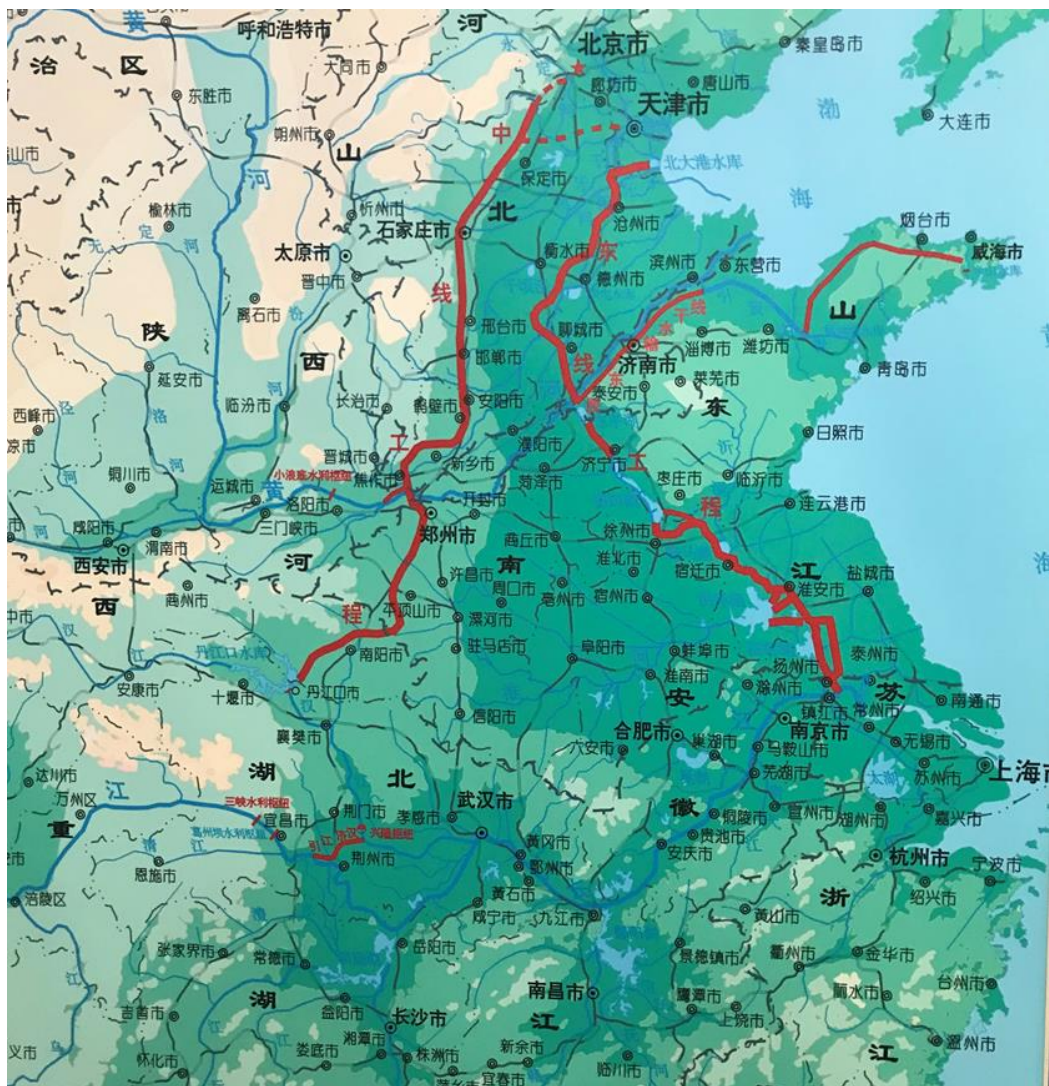 黄
河
呼和浩特市
北京市
秦皇岛市
治 区
大同市
廊坊市
唐山市
东胜市
天津市
渤
大连市
朔州市
山
中
北大港水库
保定市
海
榆林市
忻州市
北
沧州市
烟台市
威海市
无定河
石家庄市
太原市
衡水市
东
滨州市
东营市
晋中市
德州市
离石市
汾
线
山
陕
西
邢台市
聊城市
淄博市
潍坊市
延安市
邯郸市
济南市
青岛市
线
莱芜市
西峰市
临汾市
长治市
安阳市
泰安市
东
泾
洛
河
鹤壁市
濮阳市
日照市
铜川市
晋城市
工
新乡市
济宁市
工
沂
小浪底水利枢纽
焦作市
菏泽市
枣庄市
临沂市
运城市
洛阳市
开封市
程
连云港市
咸阳市
三门峡市
郑州市
商丘市
徐州市
渭南市
西安市
河
南
淮北市
宿迁市
江
盐城市
西
商州市
许昌市
周口市
亳州市
宿州市
淮安市
程
平顶山市
漯河市
汉
江
丹江口水库
南阳市
驻马店市
阜阳市
蚌埠市
扬州市
泰州市
安康市
十堰市
丹江口市
淮南市
滁州市
苏
南通市
襄樊市
信阳市
安
镇江市
常州市
合肥市
南京市
六安市
巢湖市
马鞍山市
无锡市
达川市
湖
北
芜湖市
太湖
苏州市
上海市
万州区
江
三峡水利枢纽
荆门市
孝感市
武汉市
徽
铜陵市
宣州市
湖州市
嘉兴市
重
宜昌市
葛洲坝水利枢纽
引江济汉
兴隆枢纽
黄冈市
贵池市
清江
荆州市
鄂州市
安庆市
杭州市
宁波市
恩施市
涪陵区
黄石市
浙
绍兴市
咸宁市
九江市
黄山市
张家界市
常德市
岳阳市
景德镇市
衢州市
金华市
湖
益阳市
南昌市
鹰潭市
台州市
吉首市
长沙市
江
上饶市
湘潭市
江
温州市
怀化市
娄底市
株洲市
新余市
宜春市
临川市